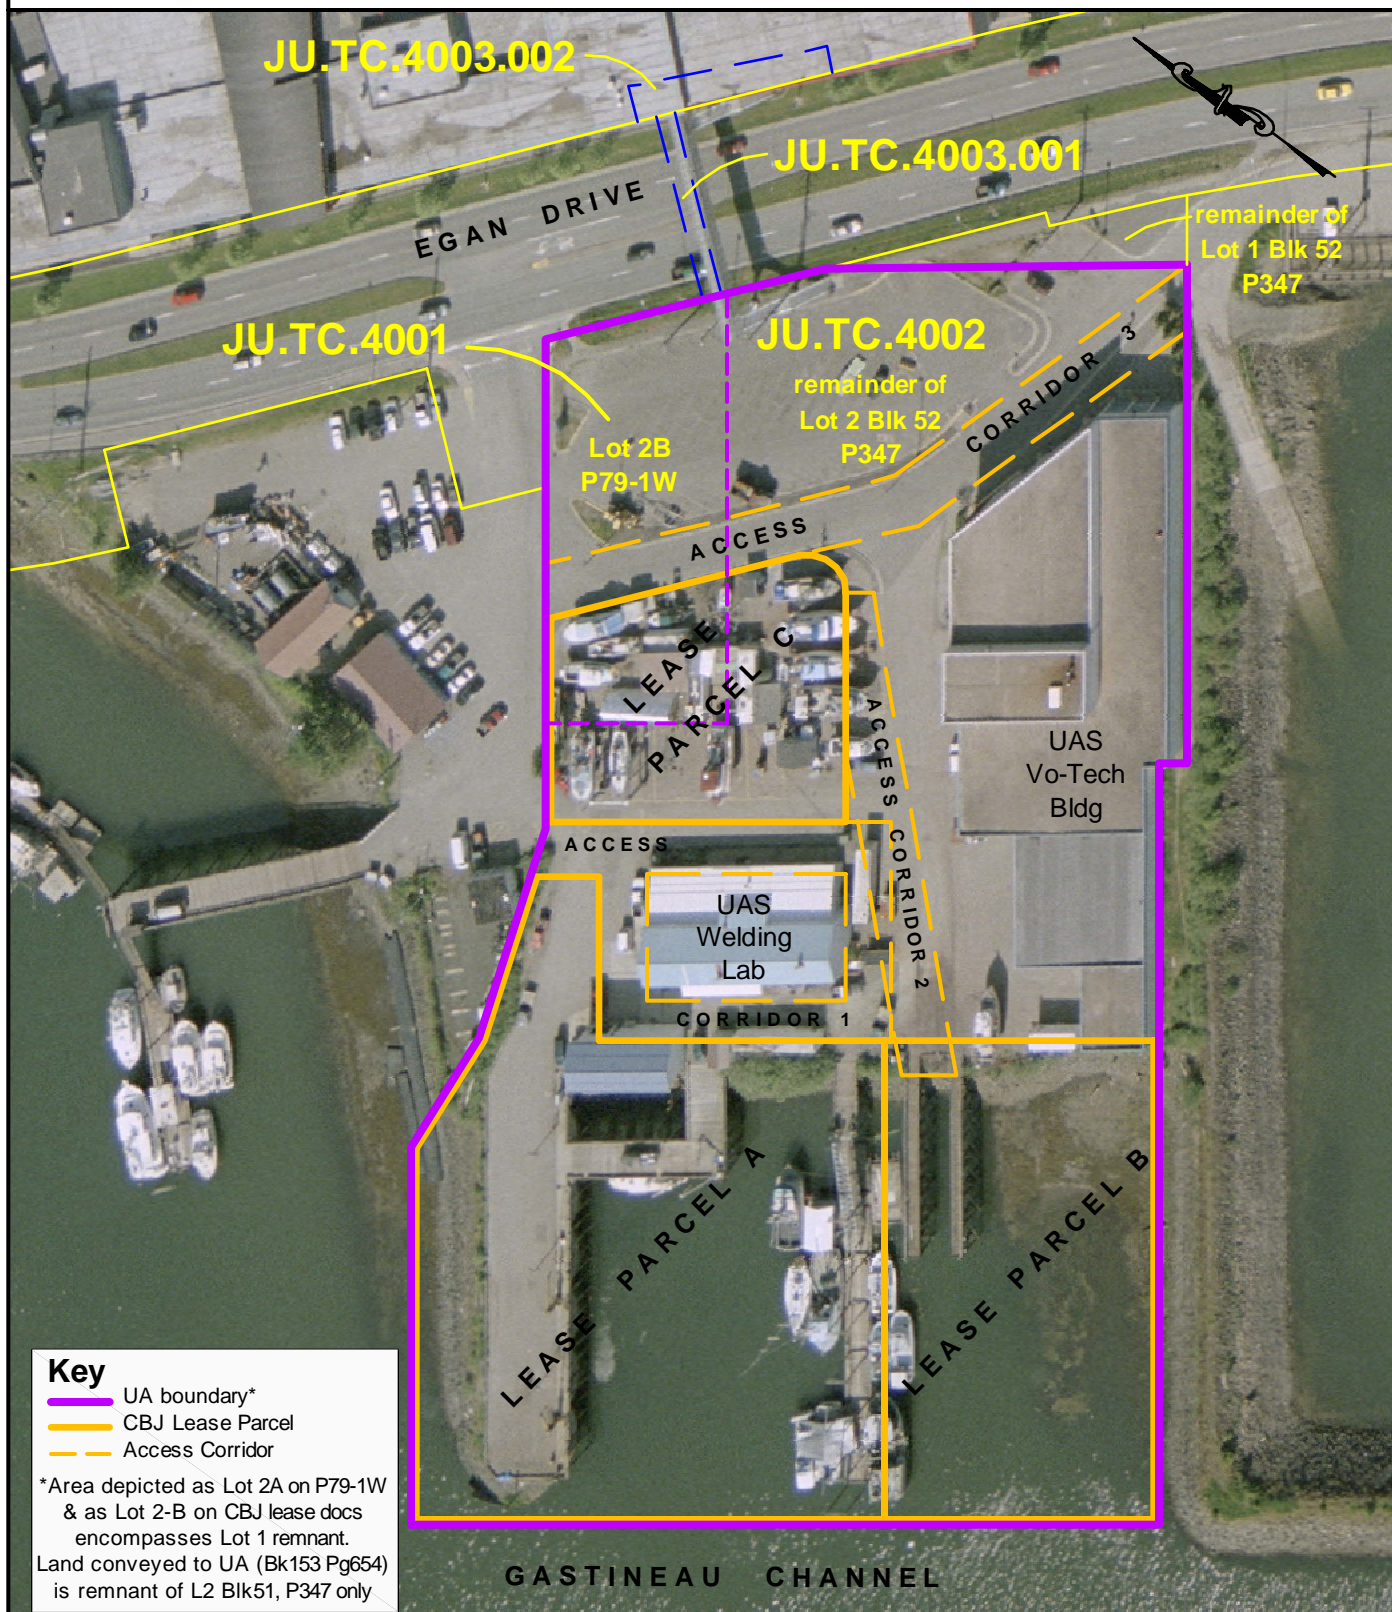 JU.TC.4003.002
JU.TC.4003.001
EGAN DRIVE
remainder of
Lot 1 Blk 52
P347
JU.TC.4001
JU.TC.4002
remainder of
Lot 2 Blk 52
P347
Lot 2B
P79-1W
ACCESS
CORRIDOR 3
LEASE
PARCEL C
ACCESS CORRIDOR 2
UAS
Vo-Tech
Bldg
ACCESS
UAS
Welding
Lab
CORRIDOR 1
LEASE PARCEL A
LEASE PARCEL B
Key
UA boundary*
CBJ Lease Parcel
Access Corridor
*Area depicted as Lot 2A on P79-1W
& as Lot 2-B on CBJ lease docs
encompasses Lot 1 remnant.
Land conveyed to UA (Bk153 Pg654)
is remnant of L2 Blk51, P347 only
GASTINEAU CHANNEL